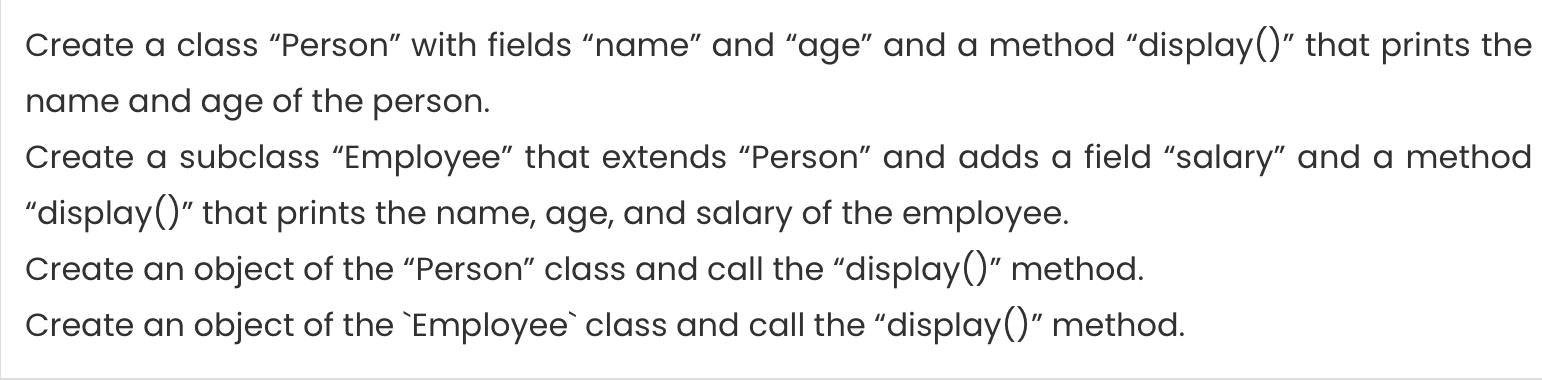 Create a class “Person” with fields “name” and “age” and a method “display()” that prints the
name and age of the person.
Create a subclass “Employee” that extends “Person” and adds a field “salary” and a method
“display()” that prints the name, age, and salary of the employee.
Create an object of the “Person” class and call the “display()” method.
Create an object of the `Employee` class and call the “display()” method.